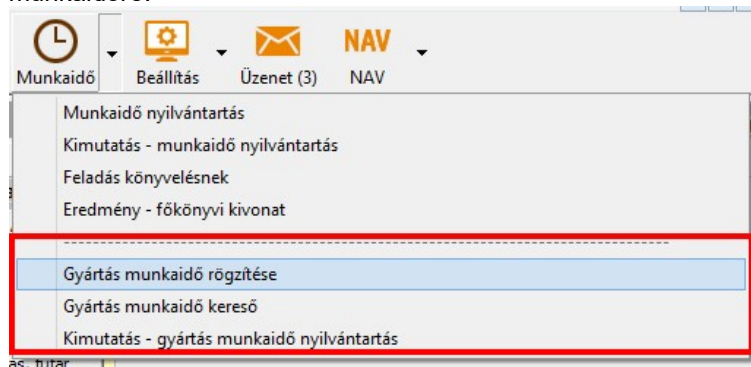 NAV
Munkaidő Beállítás Üzenet (3) NAV
Munkaidő nyilvántartás
Kimutatás - munkaidő nyilvántartás
Feladás könyvelésnek
Eredmény - főkönyvi kivonat
--------------------------------------------------------------------------------
Gyártás munkaidő rögzítése
Gyártás munkaidő kereső
Kimutatás - gyártás munkaidő nyilvántartás